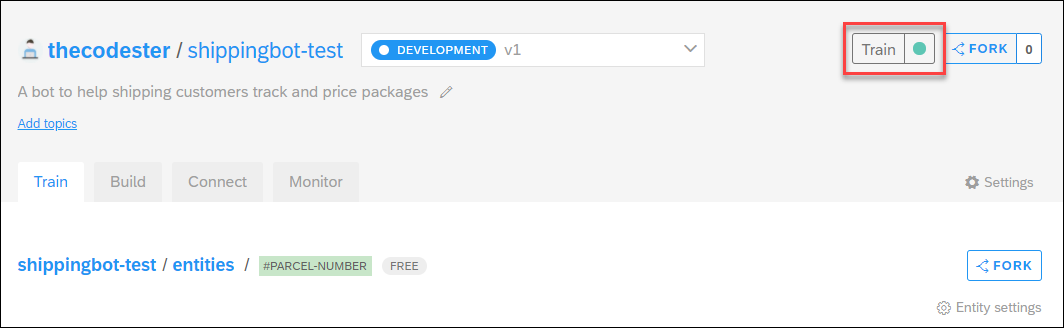 thecodester / shippingbot-test DEVELOPMENT v1 Train FORK 0
A bot to help shipping customers track and price packages
Add topics
Train Build Connect Monitor Settings
shippingbot-test / entities / #PARCEL-NUMBER FREE FORK
Entity settings